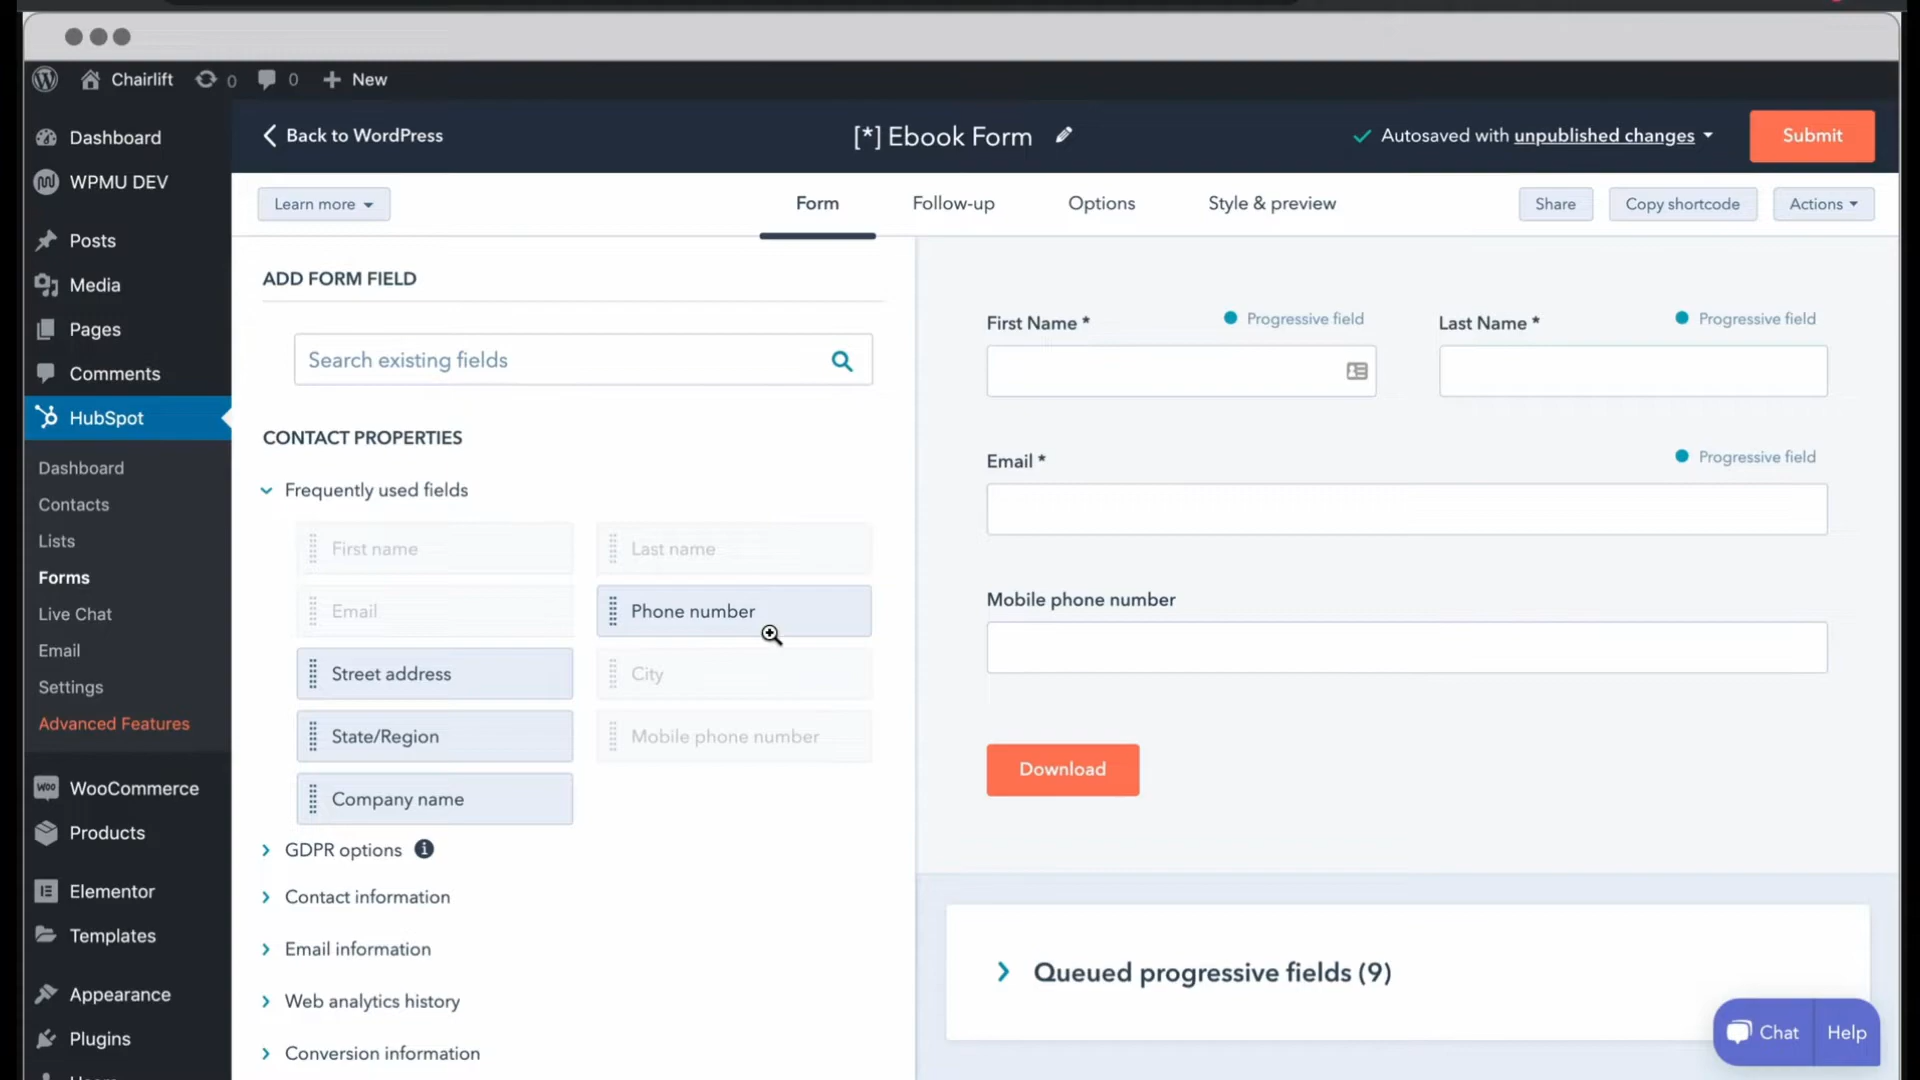 Chairlift 0 0 New
Dashboard
WPMU DEV
Posts
Media
Pages
Comments
HubSpot
Dashboard
Contacts
Lists
Forms
Live Chat
Email
Settings
Advanced Features
WooCommerce
Products
Elementor
Templates
Appearance
Plugins
Back to WordPress
[*] Ebook Form
Autosaved with unpublished changes
Submit
Learn more
Form Follow-up Options Style & preview
Share Copy shortcode Actions
ADD FORM FIELD
Search existing fields
CONTACT PROPERTIES
Frequently used fields
First name Last name
Email Phone number
Street address City
State/Region Mobile phone number
Company name
GDPR options
Contact information
Email information
Web analytics history
Conversion information
First Name * Progressive field
Last Name * Progressive field
Email * Progressive field
Mobile phone number
Download
Queued progressive fields (9)
Chat Help